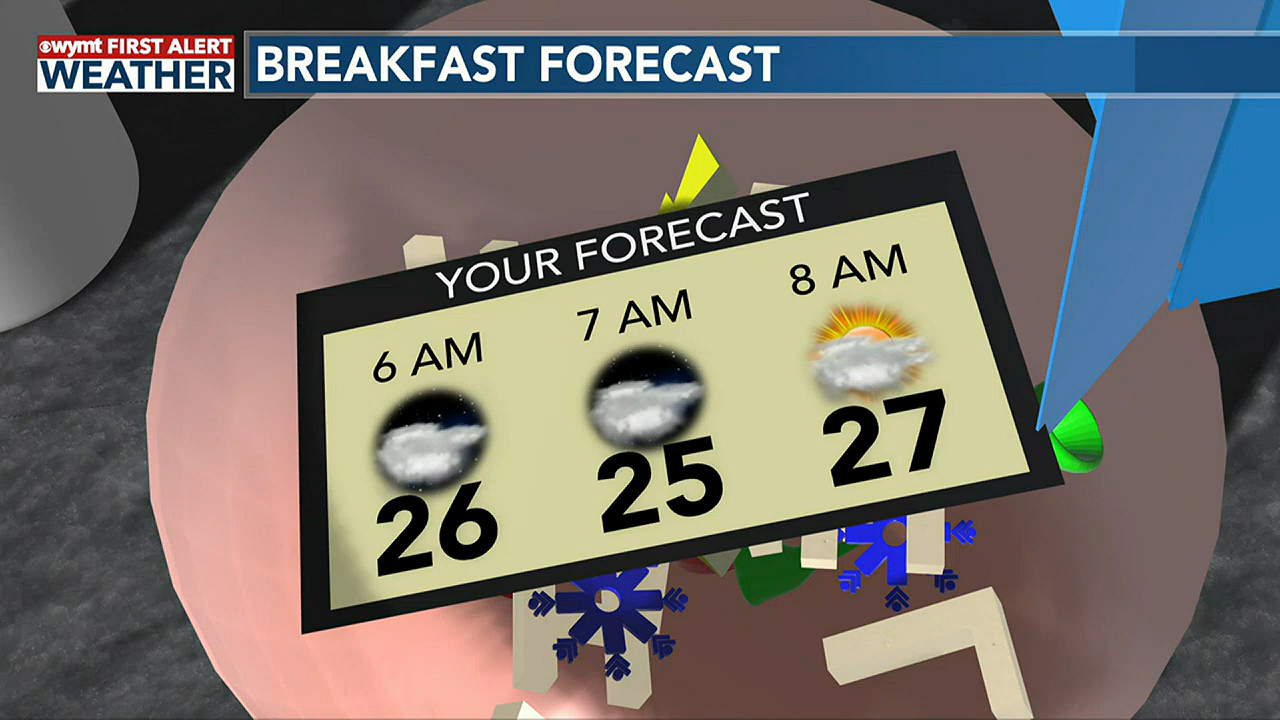 wymt FIRST ALERT
WEATHER
BREAKFAST FORECAST
YOUR FORECAST
6 AM
7 AM
8 AM
26
25
27